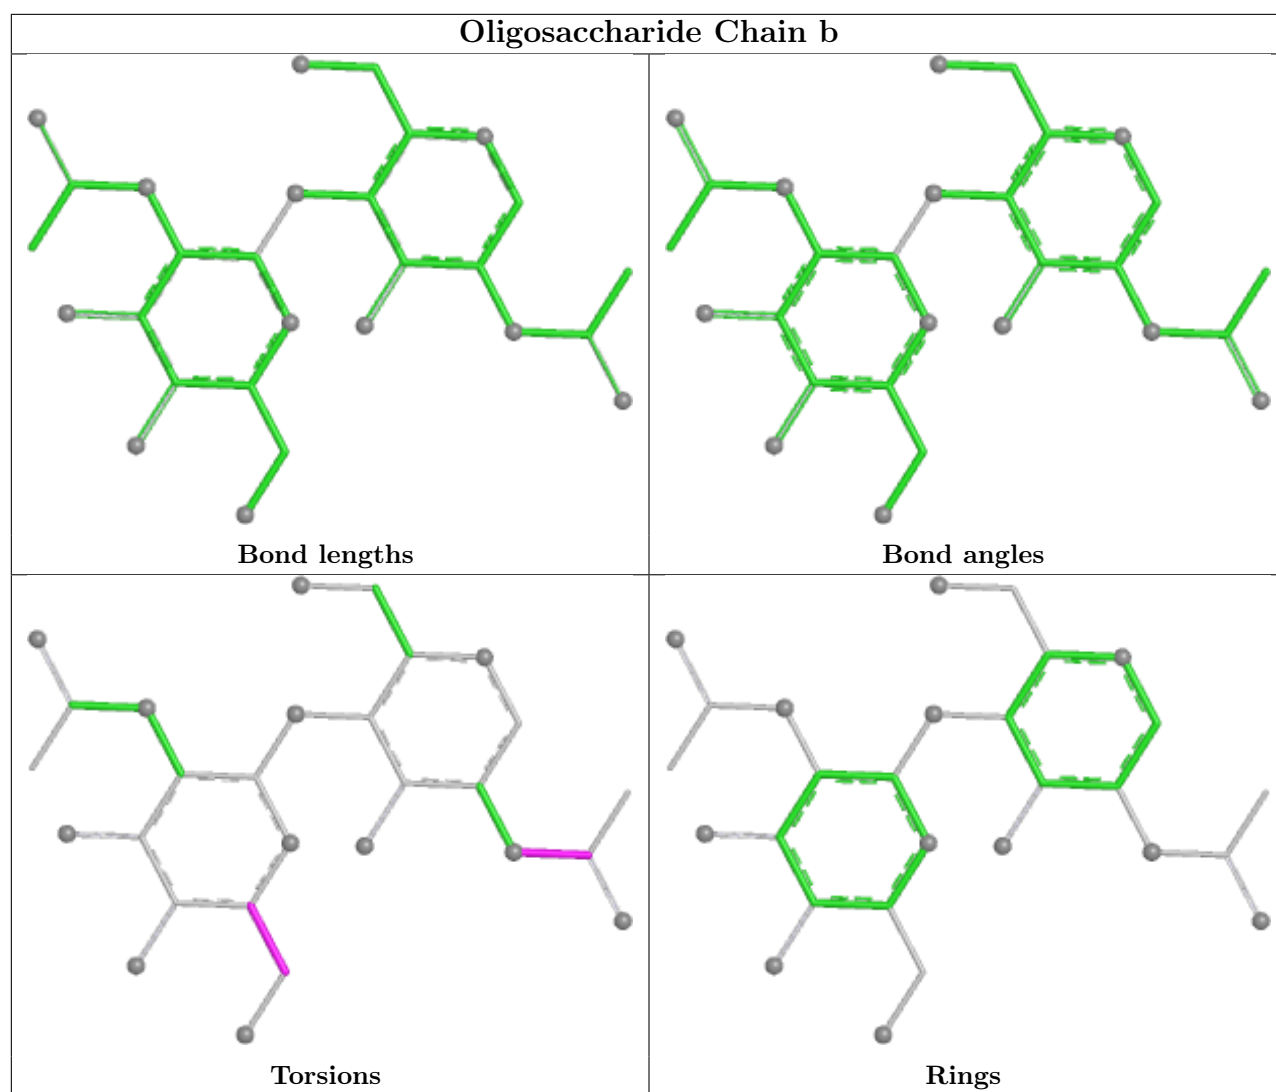 Oligosaccharide Chain b
Bond lengths
Bond angles
Torsions
Rings